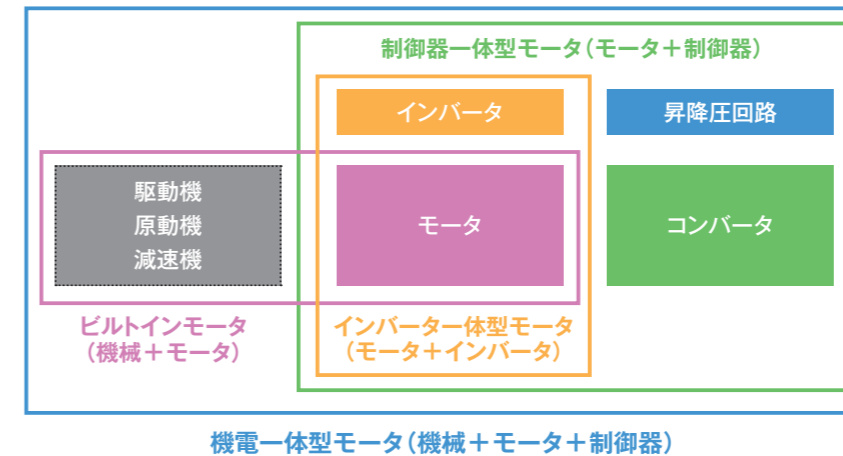 制御器一体型モータ(モータ＋制御器)
インバータ
昇降圧回路
駆動機
原動機
減速機
モータ
コンバータ
ビルトインモータ
(機械＋モータ)
インバーター体型モータ
(モータ＋インバータ)
機電一体型モータ(機械＋モータ＋制御器)